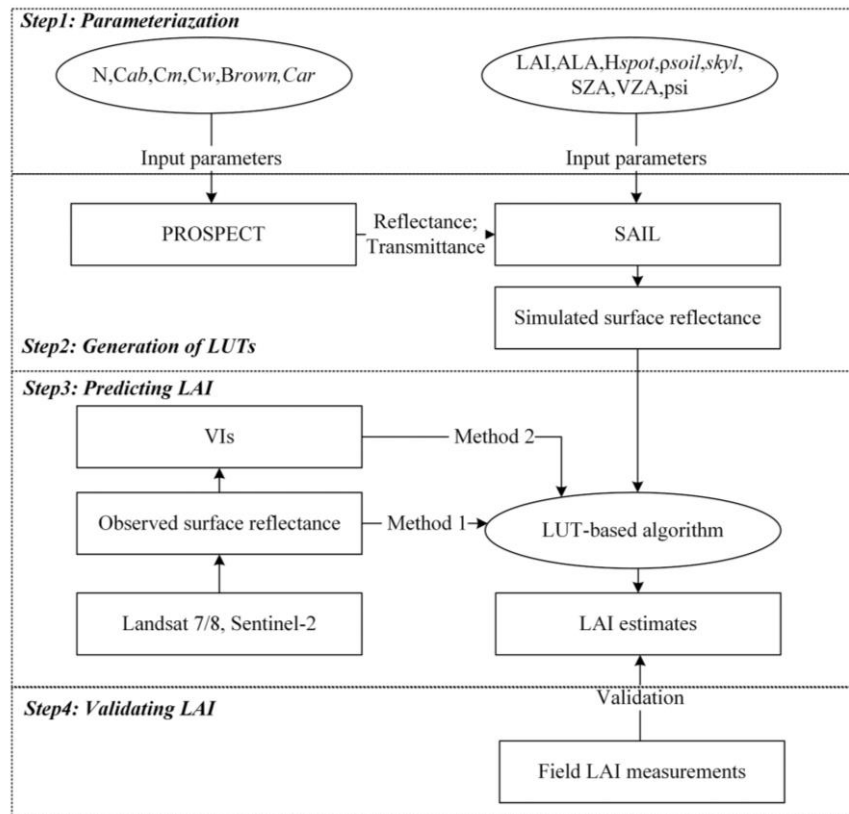 Step1: Parameteriazation
N,Cab,Cm,Cw,Brown,Car
LAI,ALA,Hspot,ρsoil,skyl,
SZA,VZA,psi
Input parameters
Input parameters
PROSPECT
Reflectance;
Transmittance
SAIL
Simulated surface reflectance
Step2: Generation of LUTs
Step3: Predicting LAI
VIs
Method 2
Observed surface reflectance
Method 1
LUT-based algorithm
Landsat 7/8, Sentinel-2
LAI estimates
Step4: Validating LAI
Validation
Field LAI measurements